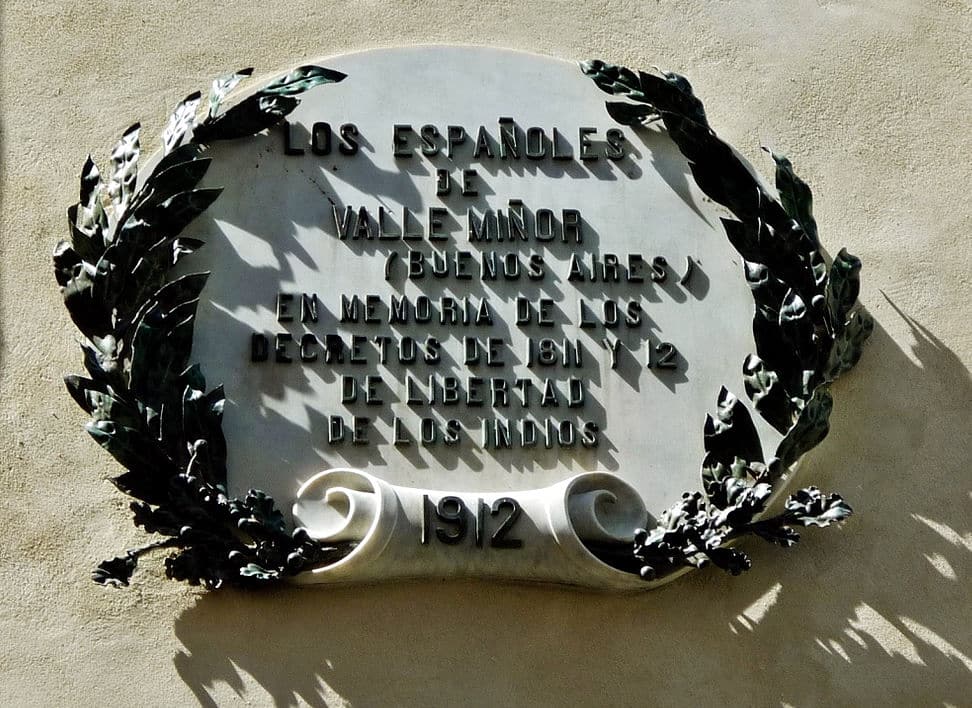 LOS ESPAÑOLES
DE
VALLE MIÑOR
(BUENOS AIRES)
EN MEMORIA DE LOS
DECRETOS DE 1811 Y 12
DE LIBERTAD
DE LOS INDIOS
1912